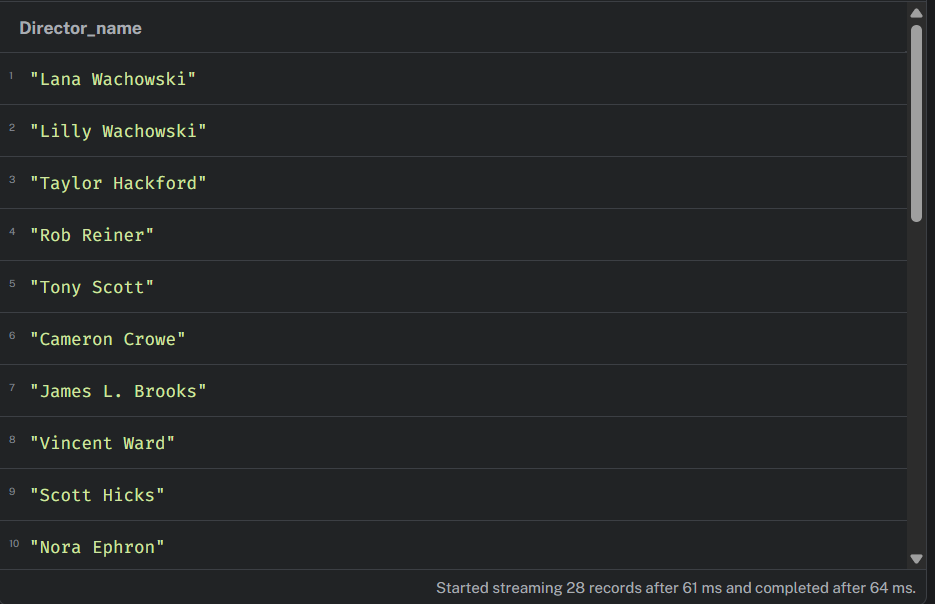 Director_name
1 "Lana Wachowski"
2 "Lilly Wachowski"
3 "Taylor Hackford"
4 "Rob Reiner"
5 "Tony Scott"
6 "Cameron Crowe"
7 "James L. Brooks"
8 "Vincent Ward"
9 "Scott Hicks"
10 "Nora Ephron"
Started streaming 28 records after 61 ms and completed after 64 ms.